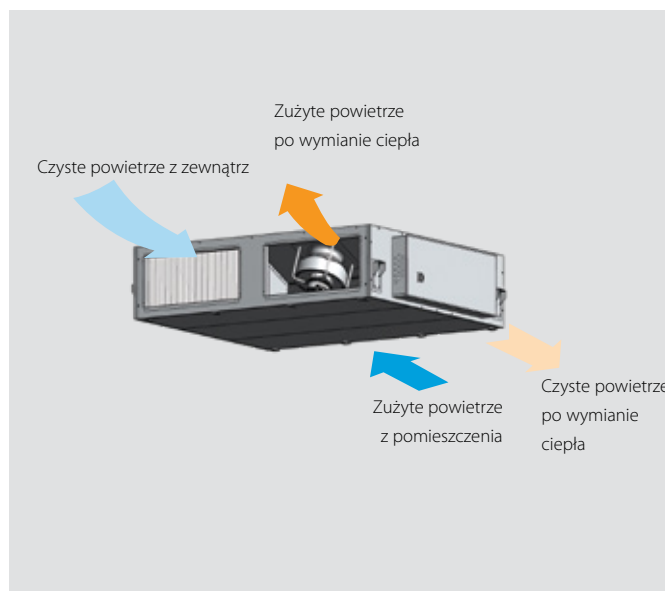 Zużyte powietrze
po wymianie ciepła
Czyste powietrze z zewnątrz
Zużyte powietrze
z pomieszczenia
Czyste powietrze
po wymianie
ciepła